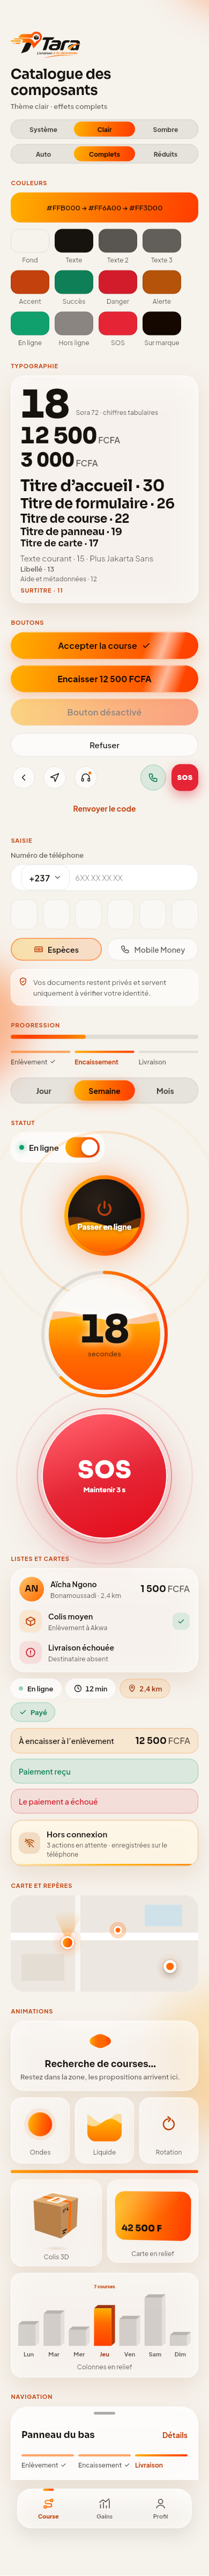 Tara
Catalogue des
composants
Thème clair · effets complets
Système
Clair
Sombre
Auto
Complets
Réduits
COULEURS
#FFB000 → #FF6A00 → #FF3D00
Fond
Texte
Texte 2
Texte 3
Accent
Succès
Danger
Alerte
En ligne
Hors ligne
SOS
Sur marque
TYPOGRAPHIE
18 Sora 72 · chiffres tabulaires
12 500 FCFA
3 000 FCFA
Titre d'accueil · 30
Titre de formulaire · 26
Titre de course · 22
Titre de panneau · 19
Titre de carte · 17
Texte courant · 15 · Plus Jakarta Sans
Libellé · 13
Aide et métadonnées · 12
SURTITRE · 11
BOUTONS
Accepter la course
Encaisser 12 500 FCFA
Bouton désactivé
Refuser
SOS
Renvoyer le code
SAISIE
Numéro de téléphone
+237
6XX XX XX XX
Espèces
Mobile Money
Vos documents restent privés et servent
uniquement à vérifier votre identité.
PROGRESSION
Enlèvement
Encaissement
Livraison
Jour
Semaine
Mois
STATUT
En ligne
Passer en ligne
18
secondes
SOS
Maintenir 3 s
LISTES ET CARTES
AN
Aïcha Ngono
Bonamoussadi · 2,4 km
1 500 FCFA
Colis moyen
Enlèvement à Akwa
Livraison échouée
Destinataire absent
En ligne
12 min
2,4 km
Payé
À encaisser à l'enlèvement
12 500 FCFA
Paiement reçu
Le paiement a échoué
Hors connexion
3 actions en attente · enregistrées sur le
téléphone
CARTE ET REPÈRES
ANIMATIONS
Recherche de courses…
Restez dans la zone, les propositions arrivent ici.
Ondes
Liquide
Rotation
Colis 3D
42 500 F
Carte en relief
7 courses
Lun
Mar
Mer
Jeu
Ven
Sam
Dim
Colonnes en relief
NAVIGATION
Panneau du bas
Détails
Enlèvement
Encaissement
Livraison
Course
Gains
Profil